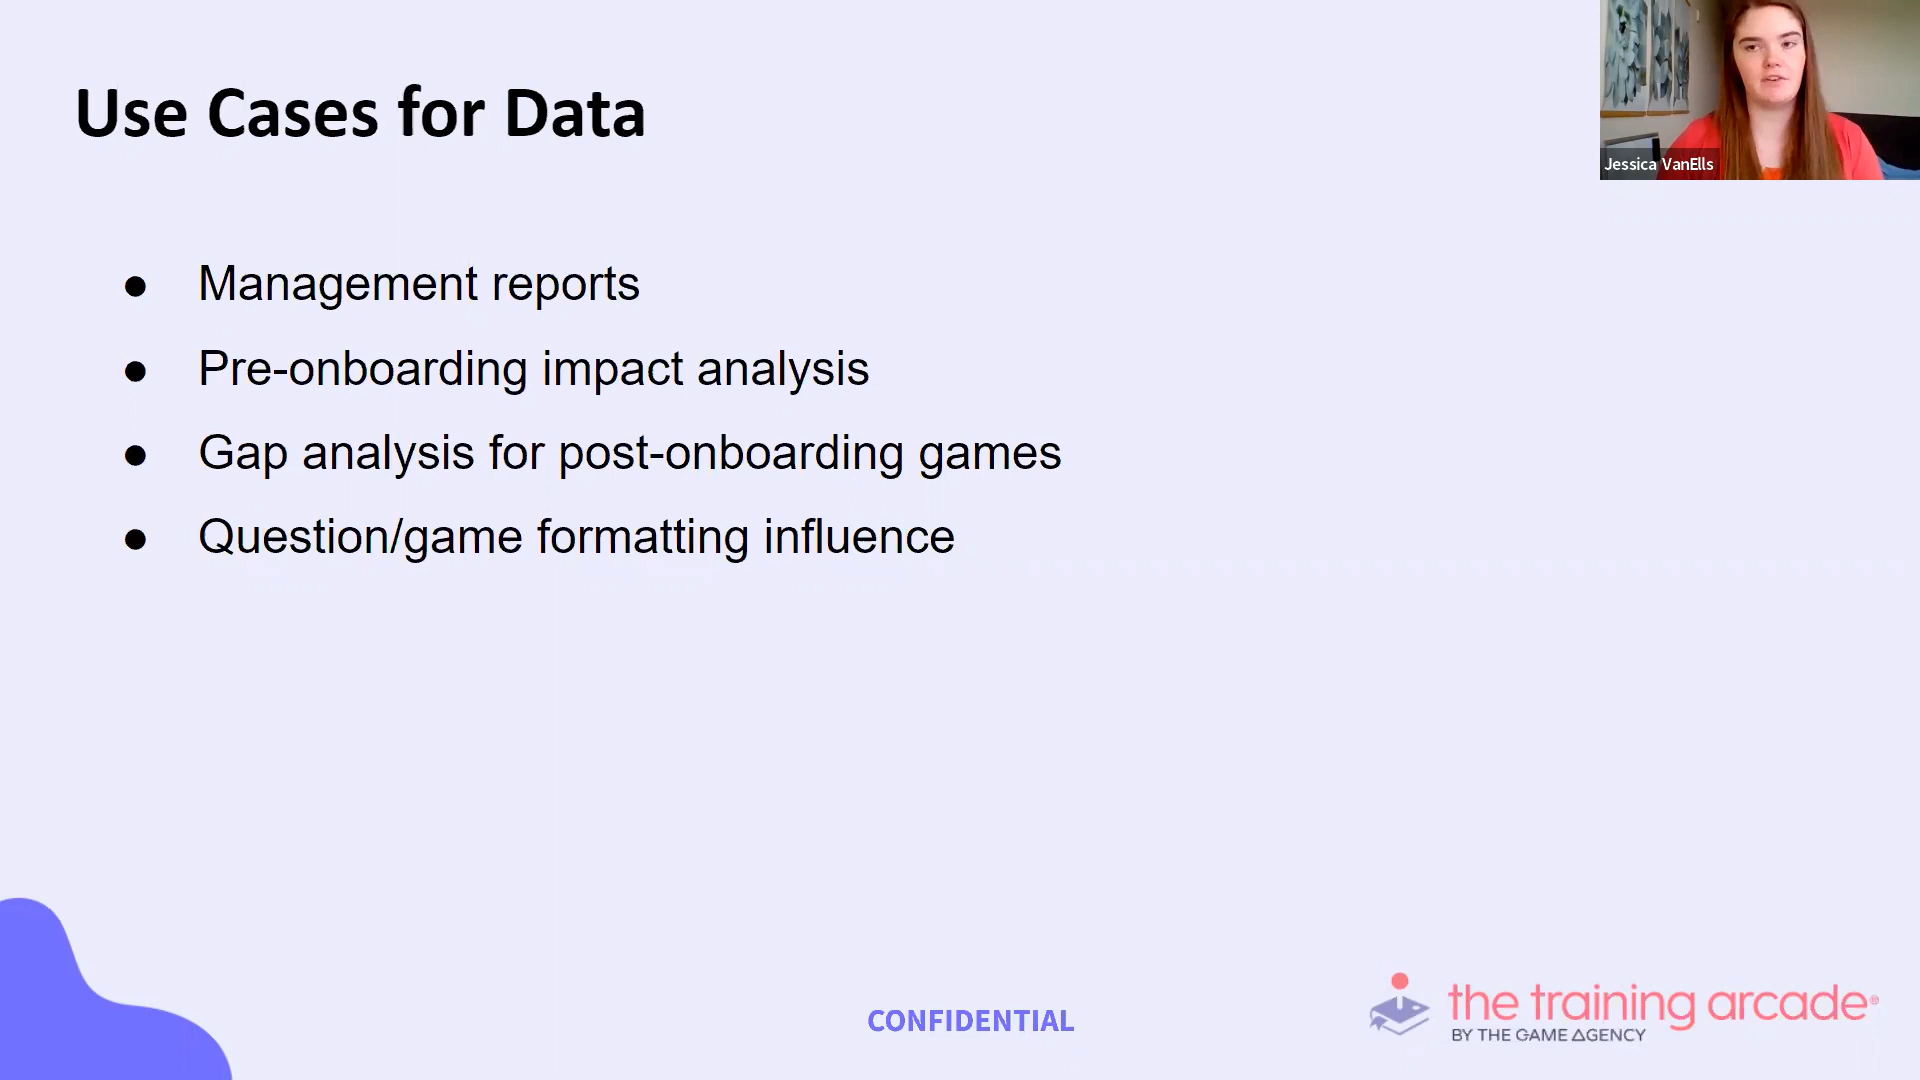 Use Cases for Data
Jessica VanElls
● Management reports
● Pre-onboarding impact analysis
● Gap analysis for post-onboarding games
● Question/game formatting influence
CONFIDENTIAL
the training arcade®
BY THE GAME AGENCY